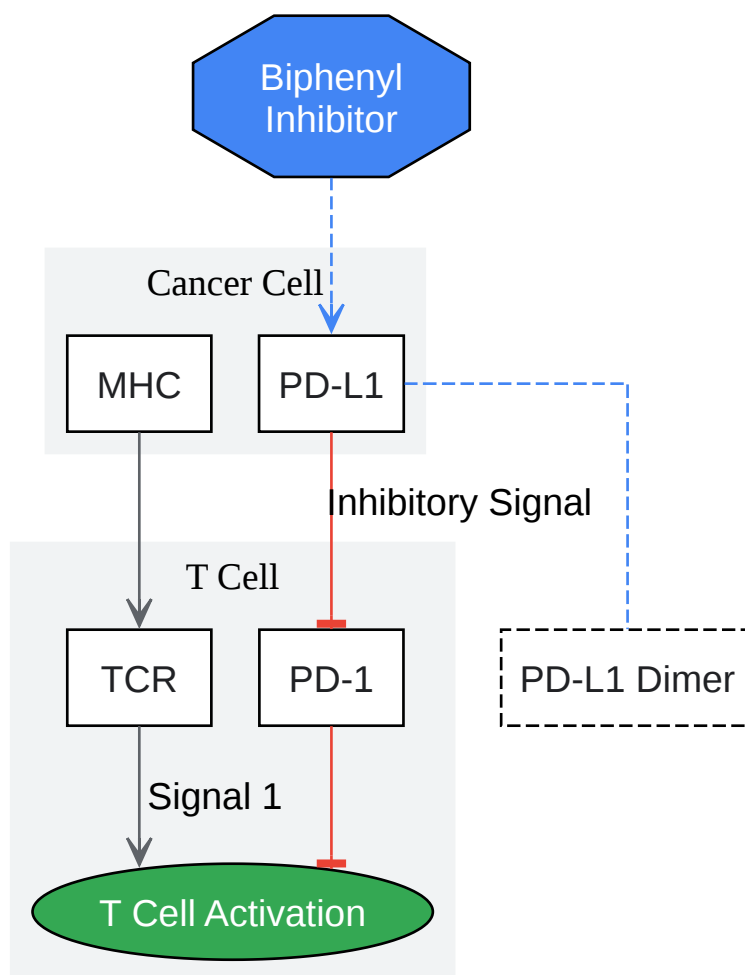 Biphenyl
Inhibitor
Cancer Cell
MHC
PD-L1
Inhibitory Signal
T Cell
TCR
PD-1
PD-L1 Dimer
Signal 1
T Cell Activation